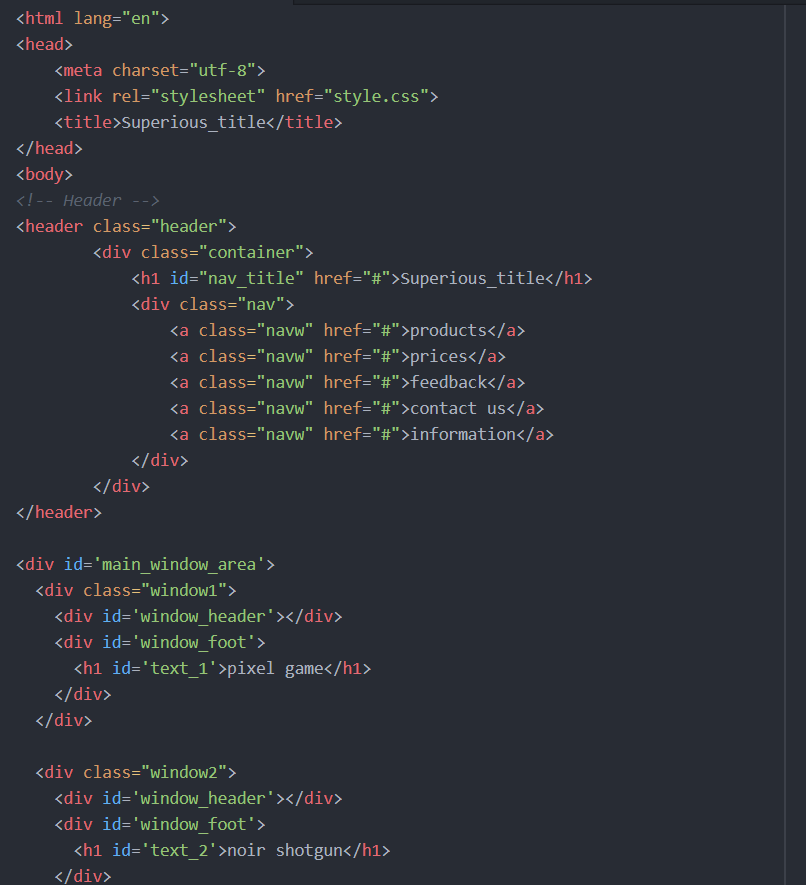 <html lang="en">
<head>
    <meta charset="utf-8">
    <link rel="stylesheet" href="style.css">
    <title>Superious_title</title>
</head>
<body>
<!-- Header -->
<header class="header">
        <div class="container">
            <h1 id="nav_title" href="#">Superious_title</h1>
            <div class="nav">
                <a class="navw" href="#">products</a>
                <a class="navw" href="#">prices</a>
                <a class="navw" href="#">feedback</a>
                <a class="navw" href="#">contact us</a>
                <a class="navw" href="#">information</a>
            </div>
        </div>
</header>

<div id='main_window_area'>
  <div class="window1">
    <div id='window_header'></div>
    <div id='window_foot'>
      <h1 id='text_1'>pixel game</h1>
    </div>
  </div>

  <div class="window2">
    <div id='window_header'></div>
    <div id='window_foot'>
      <h1 id='text_2'>noir shotgun</h1>
    </div>